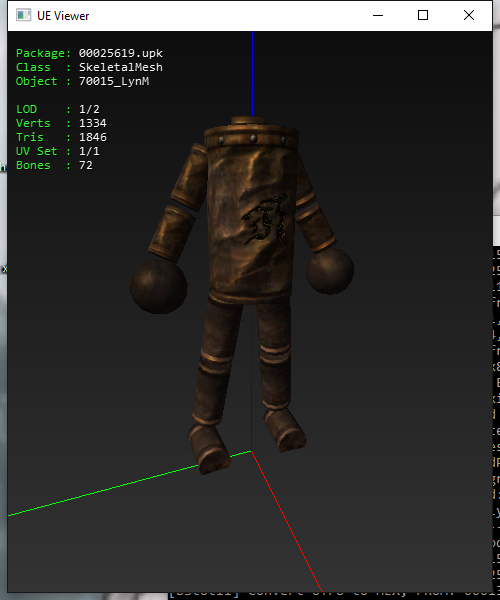 UE Viewer
Package: 00025619.upk
Class : SkeletalMesh
Object : 70015_LynM
LOD : 1/2
Verts : 1334
Tris : 1846
UV Set : 1/1
Bones : 72